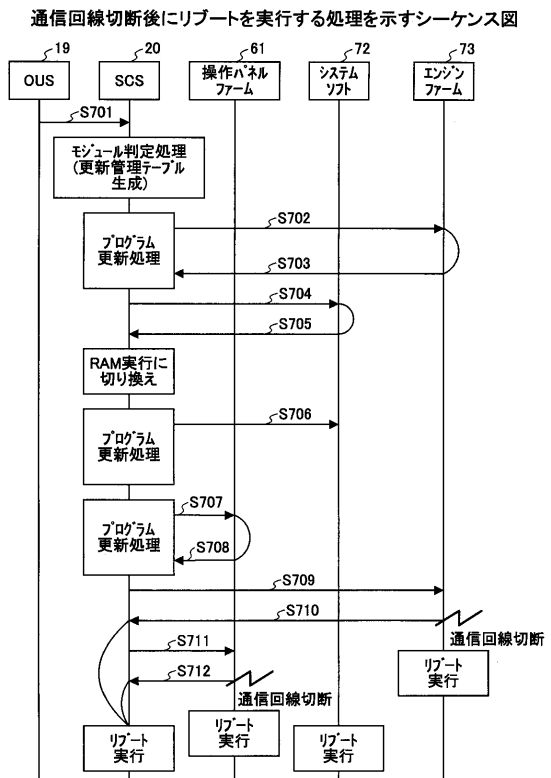 通信回線切断後にリブートを実行する処理を示すシーケンス図
19
20
61
72
73
OUS
SCS
操作パネル
ファーム
システム
ソフト
エンジン
ファーム
S701
モジュール判定処理
(更新管理テーブル
生成)
S702
プログラム
更新処理
S703
S704
S705
RAM実行に
切り換え
S706
プログラム
更新処理
S707
プログラム
更新処理
S708
S709
S710
通信回線切断
S711
リブート
実行
S712
通信回線切断
リブート
実行
リブート
実行
リブート
実行